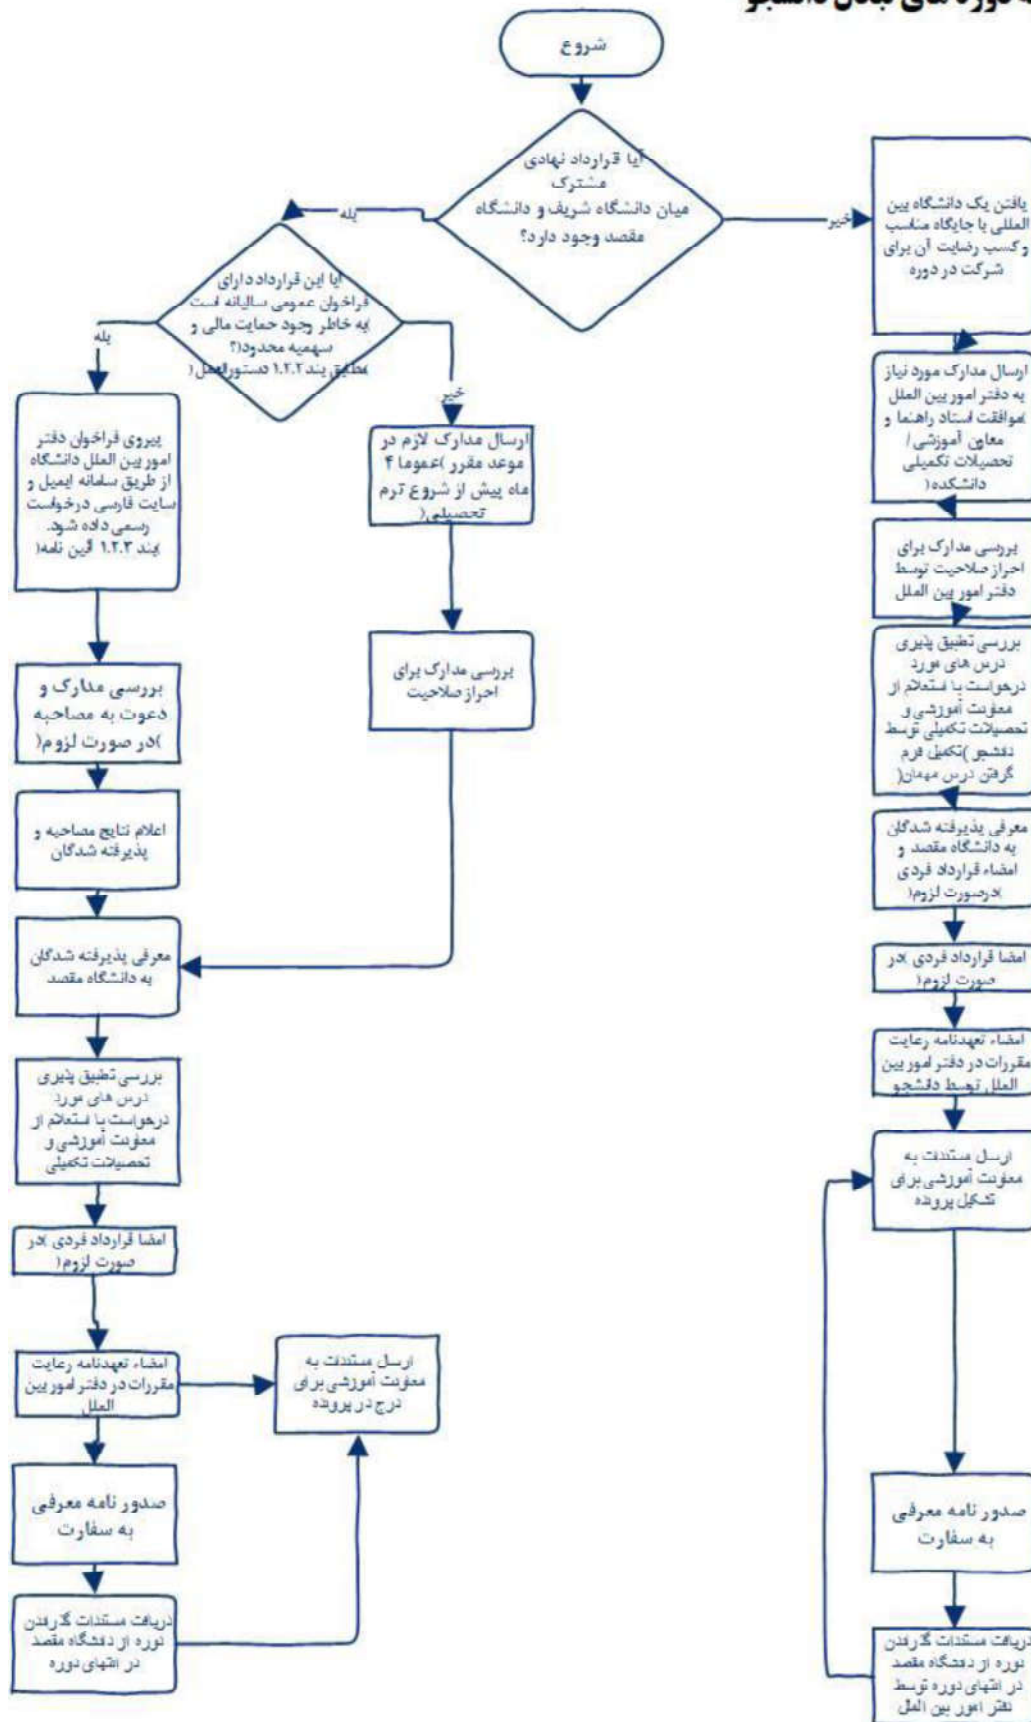 دوره های تبادل دانشجو
شروع
آیا قرارداد نهادی
مشترک
میان دانشگاه شریف و دانشگاه
مقصد وجود دارد؟
بله
خیر
آیا این قرارداد دارای
فراخوان عمومی سالیانه است
)به خاطر وجود حمایت مالی و
سهمیه محدود(؟
)مطابق بند ۱.۲.۲ دستورالعمل(
بله
خیر
پیروی فراخوان دفتر
امور بین الملل دانشگاه
از طریق سامانه ایمیل و
سایت فارسی درخواست
رسمی داده شود.
)بند ۱.۲.۳ آئین نامه(
بررسی مدارک و
دعوت به مصاحبه
)در صورت لزوم(
اعلام نتایج مصاحبه و
پذیرفته شدگان
ارسال مدارک لازم در
موعد مقرر )عموما ۴
ماه پیش از شروع ترم
تحصیلی(
بررسی مدارک برای
احراز صلاحیت
معرفی پذیرفته شدگان
به دانشگاه مقصد
بررسی تطبیق پذیری
درس های مورد
درخواست با استعلام از
معاونت آموزشی و
تحصیلات تکمیلی
امضا قرارداد فردی )در
صورت لزوم(
امضاء تعهدنامه رعایت
مقررات در دفتر امور بین
الملل
ارسال مستندات به
معاونت آموزشی برای
درج در پرونده
صدور نامه معرفی
به سفارت
دریافت مستندات گذراندن
دوره از دانشگاه مقصد
در انتهای دوره
یافتن یک دانشگاه بین
المللی با جایگاه مناسب
و کسب رضایت آن برای
شرکت در دوره
ارسال مدارک مورد نیاز
به دفتر امور بین الملل
)موافقت استاد راهنما و
معاون آموزشی/
تحصیلات تکمیلی
دانشکده(
بررسی مدارک برای
احراز صلاحیت توسط
دفتر امور بین الملل
بررسی تطبیق پذیری
درس های مورد
درخواست با استعلام از
معاونت آموزشی و
تحصیلات تکمیلی توسط
دانشجو )تکمیل فرم
گرفتن درس مهمان(
معرفی پذیرفته شدگان
به دانشگاه مقصد و
امضاء قرارداد فردی
)درصورت لزوم(
امضا قرارداد فردی )در
صورت لزوم(
امضاء تعهدنامه رعایت
مقررات در دفتر امور بین
الملل توسط دانشجو
ارسال مستندات به
معاونت آموزشی برای
تشکیل پرونده
صدور نامه معرفی
به سفارت
دریافت مستندات گذراندن
دوره از دانشگاه مقصد
در انتهای دوره توسط
دفتر امور بین الملل